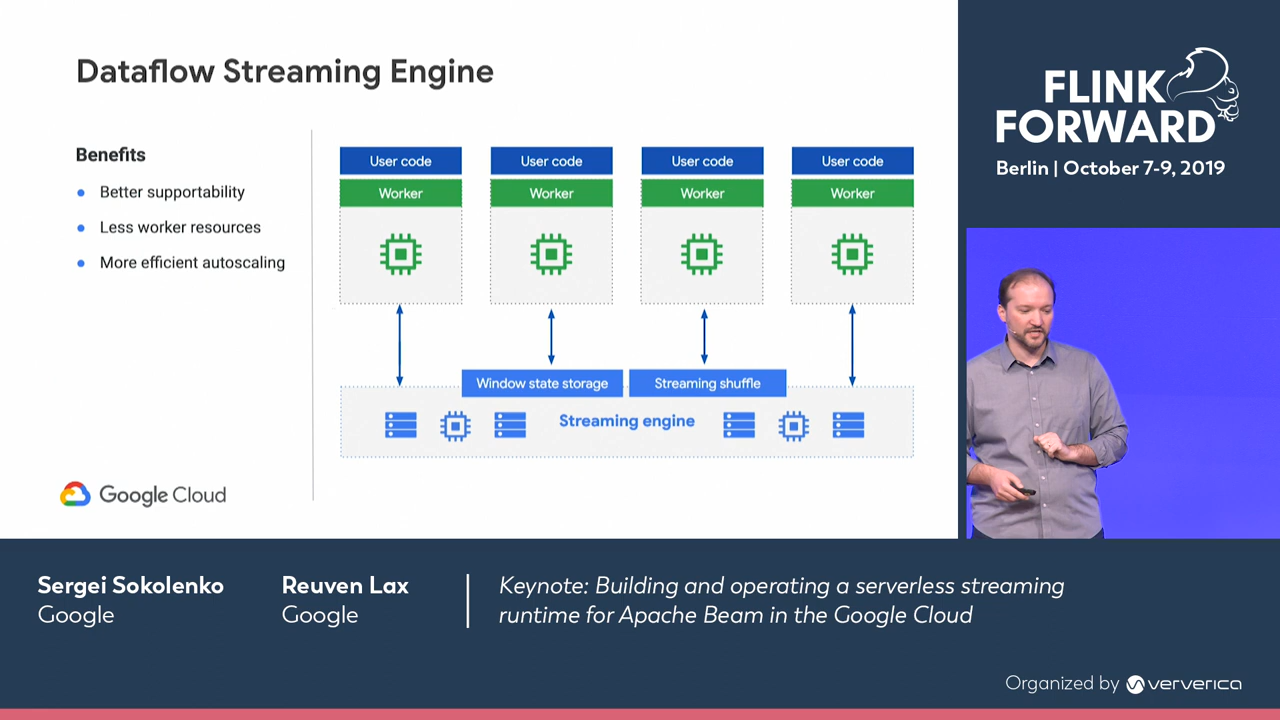 Dataflow Streaming Engine
Benefits
Better supportability
Less worker resources
More efficient autoscaling
User code
User code
User code
User code
Worker
Worker
Worker
Worker
Window state storage
Streaming shuffle
Streaming engine
Google Cloud
FLINK
FORWARD
Berlin | October 7-9, 2019
Sergei Sokolenko
Google
Reuven Lax
Google
Keynote: Building and operating a serverless streaming
runtime for Apache Beam in the Google Cloud
Organized by ververica